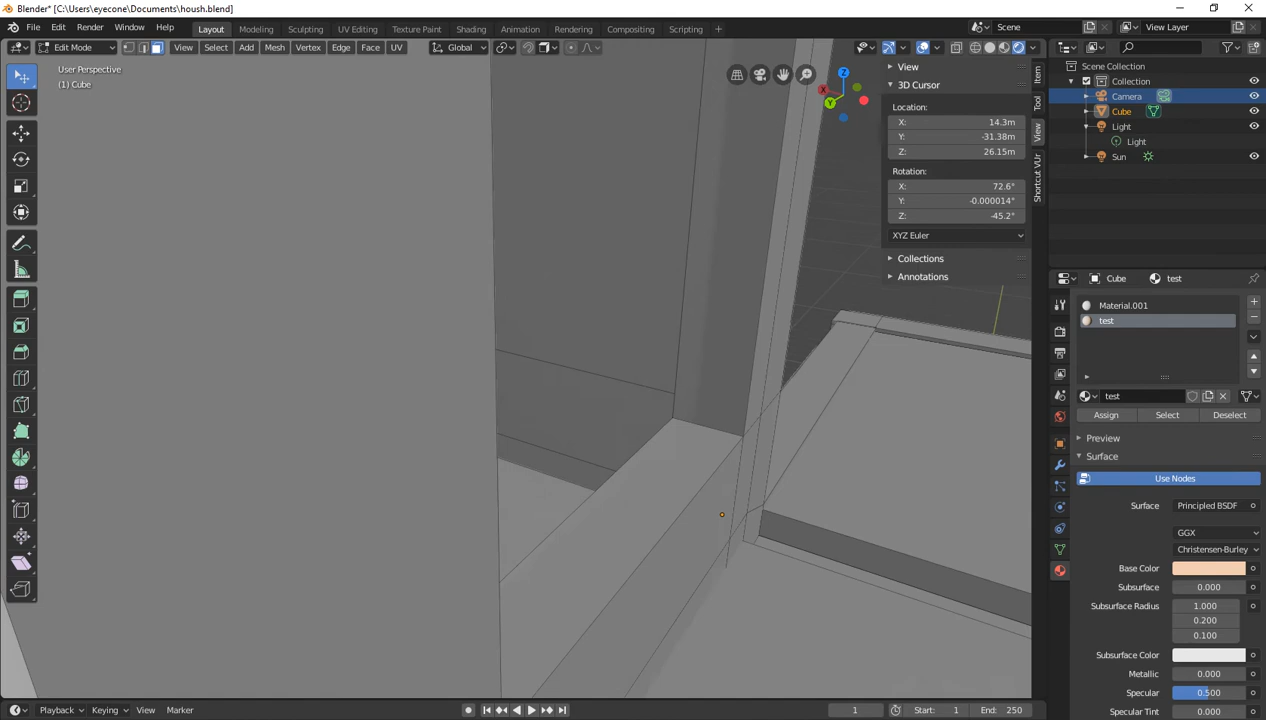 Blender* [C:\Users\eyecone\Documents\housh.blend]
File Edit Render Window Help Layout Modeling Sculpting UV Editing Texture Paint Shading Animation Rendering Compositing Scripting + Scene View Layer
Edit Mode View Select Add Mesh Vertex Edge Face UV Global
User Perspective
(1) Cube
X
Y
Z
View
3D Cursor
Location:
X: 14.3m
Y: -31.38m
Z: 26.15m
Rotation:
X: 72.6°
Y: -0.000014°
Z: -45.2°
XYZ Euler
Collections
Annotations
Item
Tool
View
Shortcut VUr
Scene Collection
Collection
Camera
Cube
Light
Light
Sun
Cube test
Material.001
test
test
Assign Select Deselect
Preview
Surface
Use Nodes
Surface Principled BSDF
GGX
Christensen-Burley
Base Color
Subsurface 0.000
Subsurface Radius 1.000
0.200
0.100
Subsurface Color
Metallic 0.000
Specular 0.500
Specular Tint 0.000
Playback Keying View Marker 1 Start: 1 End: 250